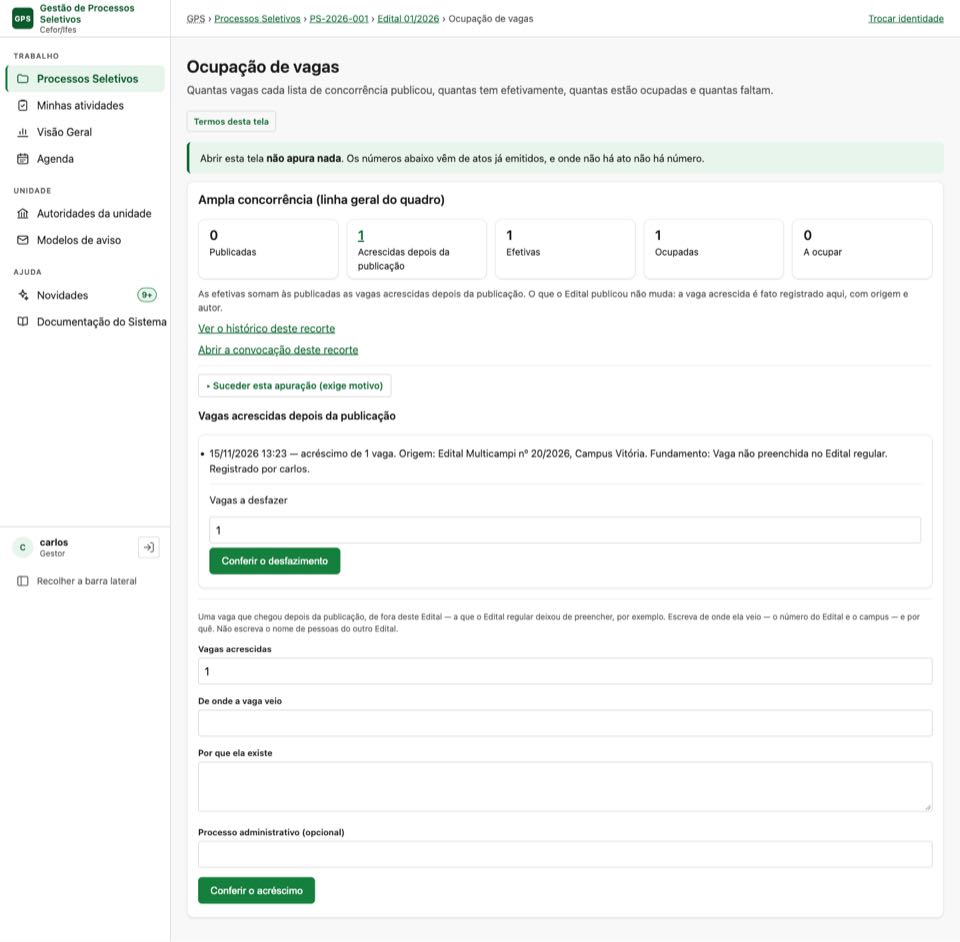 GPS
Gestão de Processos
Seletivos
Cefor/Ifes
GPS › Processos Seletivos › PS-2026-001 › Edital 01/2026 › Ocupação de vagas
Trocar identidade
TRABALHO
Processos Seletivos
Minhas atividades
Visão Geral
Agenda
UNIDADE
Autoridades da unidade
Modelos de aviso
AJUDA
Novidades
9+
Documentação do Sistema
C
carlos
Gestor
Recolher a barra lateral
Ocupação de vagas
Quantas vagas cada lista de concorrência publicou, quantas tem efetivamente, quantas estão ocupadas e quantas faltam.
Termos desta tela
Abrir esta tela não apura nada. Os números abaixo vêm de atos já emitidos, e onde não há ato não há número.
Ampla concorrência (linha geral do quadro)
0
Publicadas
1
Acrescidas depois da
publicação
1
Efetivas
1
Ocupadas
0
A ocupar
As efetivas somam às publicadas as vagas acrescidas depois da publicação. O que o Edital publicou não muda: a vaga acrescida é fato registrado aqui, com origem e
autor.
Ver o histórico deste recorte
Abrir a convocação deste recorte
Suceder esta apuração (exige motivo)
Vagas acrescidas depois da publicação
• 15/11/2026 13:23 — acréscimo de 1 vaga. Origem: Edital Multicampi nº 20/2026, Campus Vitória. Fundamento: Vaga não preenchida no Edital regular.
Registrado por carlos.
Vagas a desfazer
1
Conferir o desfazimento
Uma vaga que chegou depois da publicação, de fora deste Edital — a que o Edital regular deixou de preencher, por exemplo. Escreva de onde ela veio — o número do Edital e o campus — e por
quê. Não escreva o nome de pessoas do outro Edital.
Vagas acrescidas
1
De onde a vaga veio
Por que ela existe
Processo administrativo (opcional)
Conferir o acréscimo